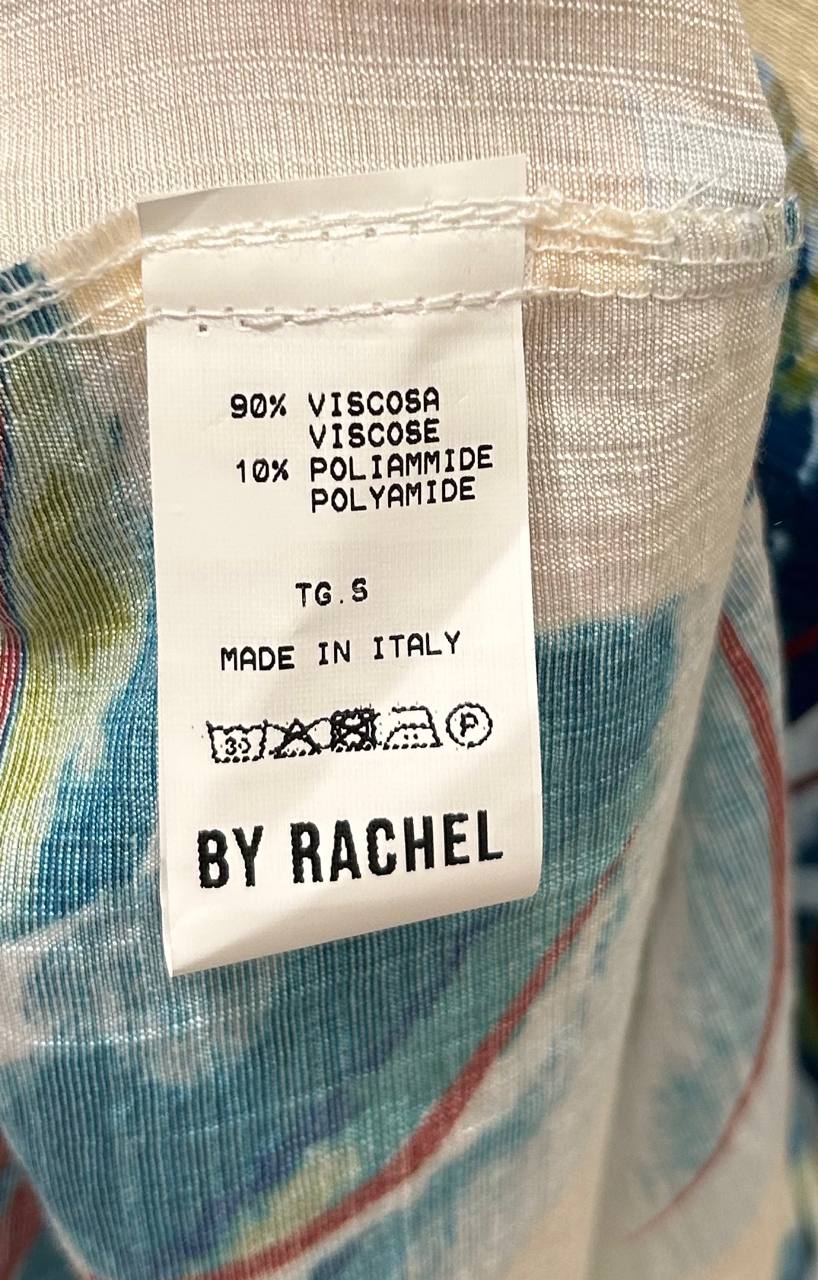 90% VISCOSA
VISCOSE
10% POLIAMMIDE
POLYAMIDE
TG.S
MADE IN ITALY
30 P
BY RACHEL